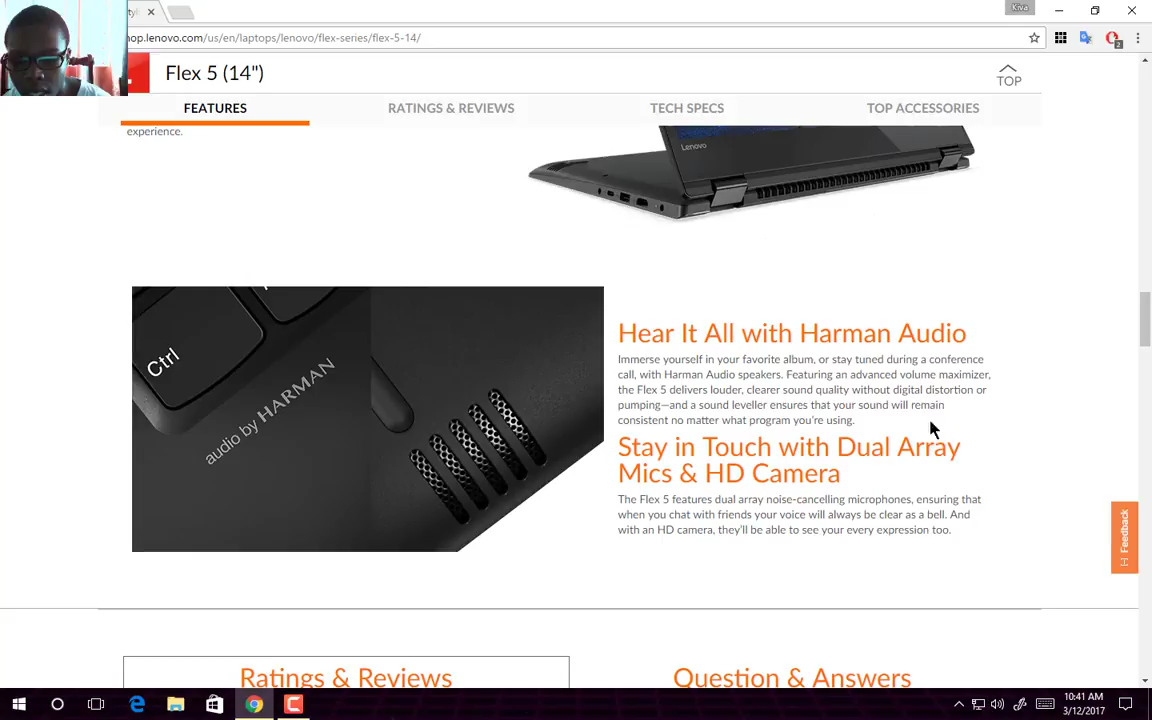 Kiva
hop.lenovo.com/us/en/laptops/lenovo/flex-series/flex-5-14/
2
Flex 5 (14")
TOP
FEATURES
RATINGS & REVIEWS
TECH SPECS
TOP ACCESSORIES
experience.
Lenovo
Ctrl
audio by HARMAN
Hear It All with Harman Audio
Immerse yourself in your favorite album, or stay tuned during a conference
call, with Harman Audio speakers. Featuring an advanced volume maximizer,
the Flex 5 delivers louder, clearer sound quality without digital distortion or
pumping—and a sound leveller ensures that your sound will remain
consistent no matter what program you're using.
Stay in Touch with Dual Array
Mics & HD Camera
The Flex 5 features dual array noise-cancelling microphones, ensuring that
when you chat with friends your voice will always be clear as a bell. And
with an HD camera, they'll be able to see your every expression too.
Feedback
Ratings & Reviews
Question & Answers
10:41 AM
3/12/2017